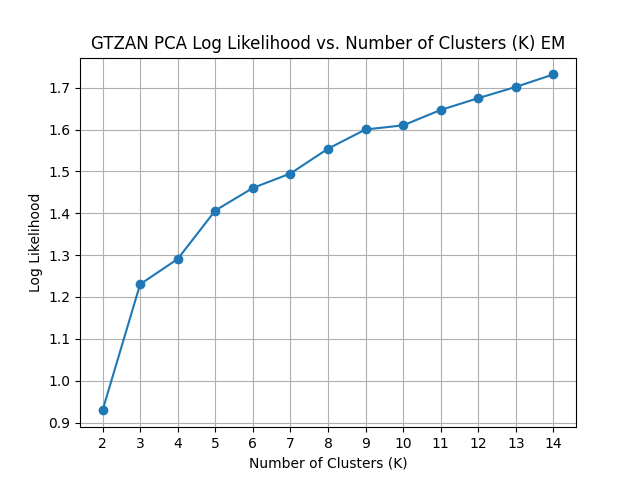 GTZAN PCA Log Likelihood vs. Number of Clusters (K) EM
Log Likelihood
1.7
1.6
1.5
1.4
1.3
1.2
1.1
1.0
0.9
2 3 4 5 6 7 8 9 10 11 12 13 14
Number of Clusters (K)